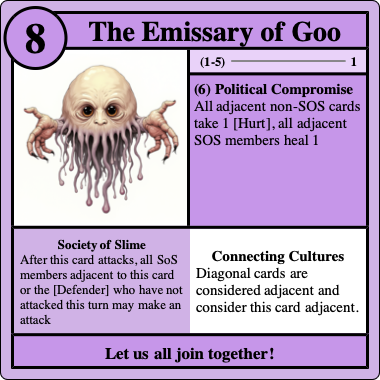 8
The Emissary of Goo
(1-5) 1
(6) Political Compromise
All adjacent non-SOS cards
take 1 [Hurt], all adjacent
SOS members heal 1
Society of Slime
After this card attacks, all SoS
members adjacent to this card
or the [Defender] who have not
attacked this turn may make an
attack
Connecting Cultures
Diagonal cards are
considered adjacent and
consider this card adjacent.
Let us all join together!